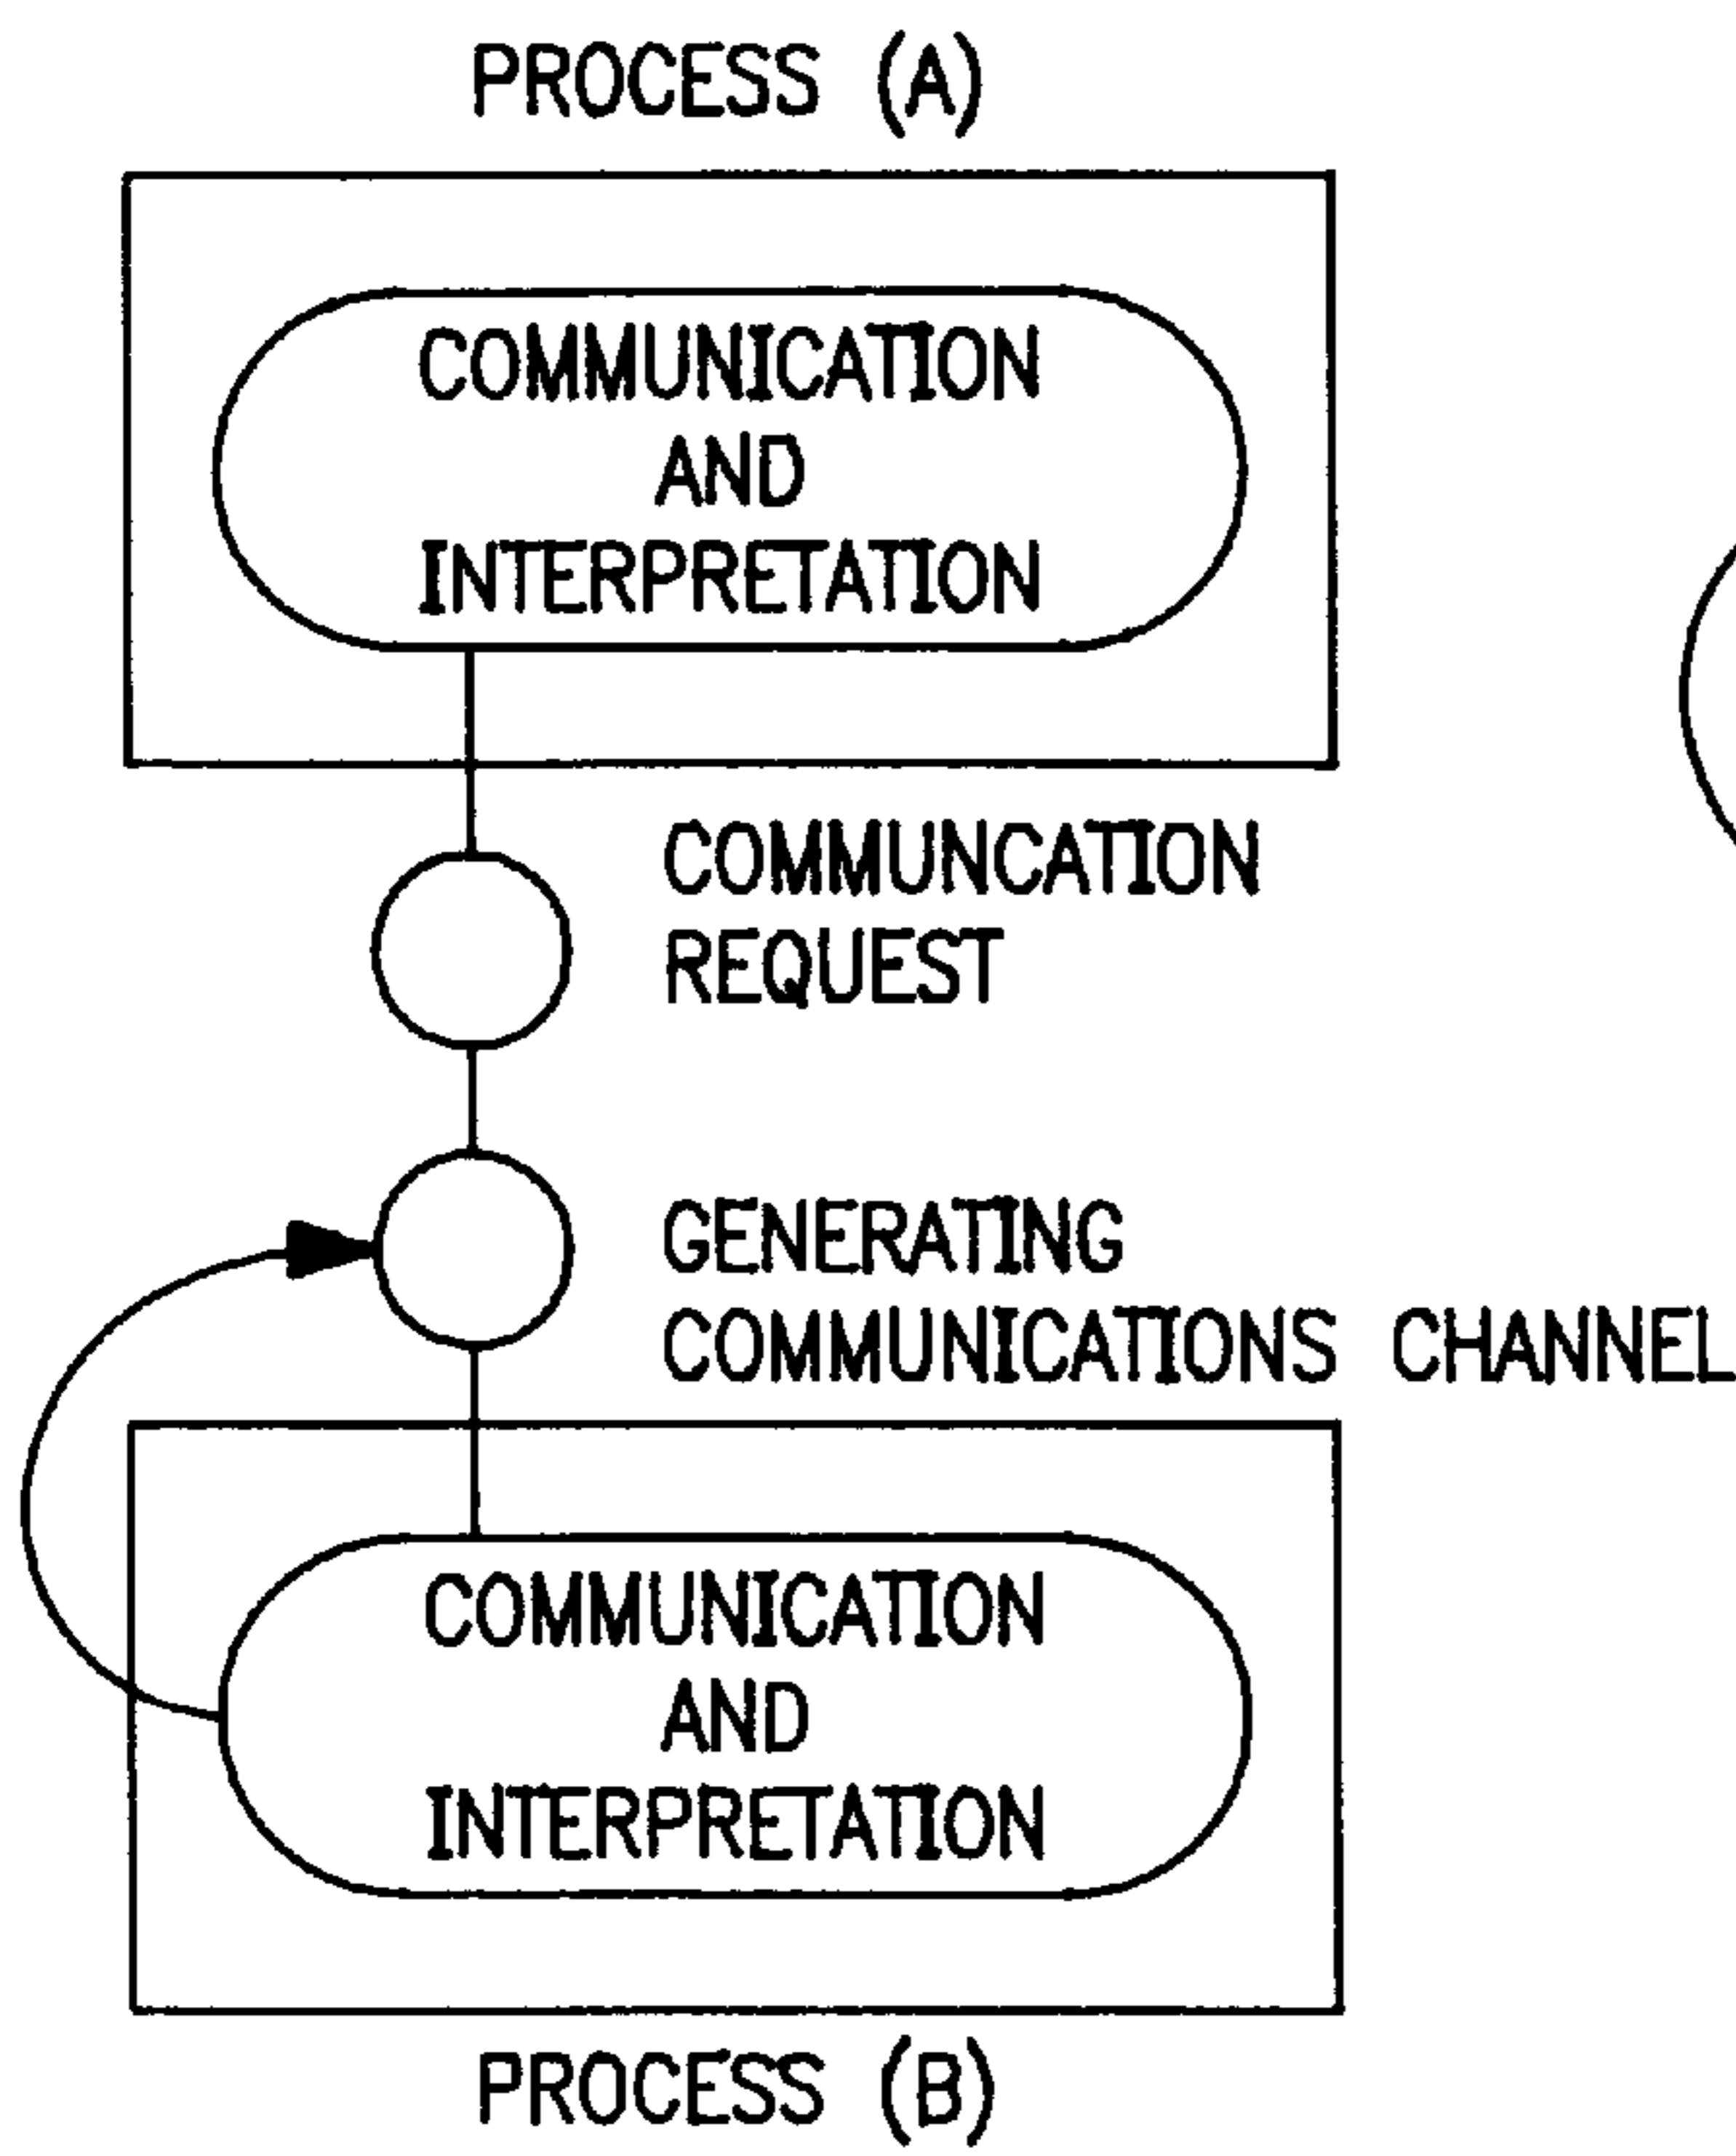 PROCESS (A)
COMMUNICATION
AND
INTERPRETATION
COMMUNCATION
REQUEST
GENERATING
COMMUNICATIONS CHANNEL
COMMUNICATION
AND
INTERPRETATION
PROCESS (B)